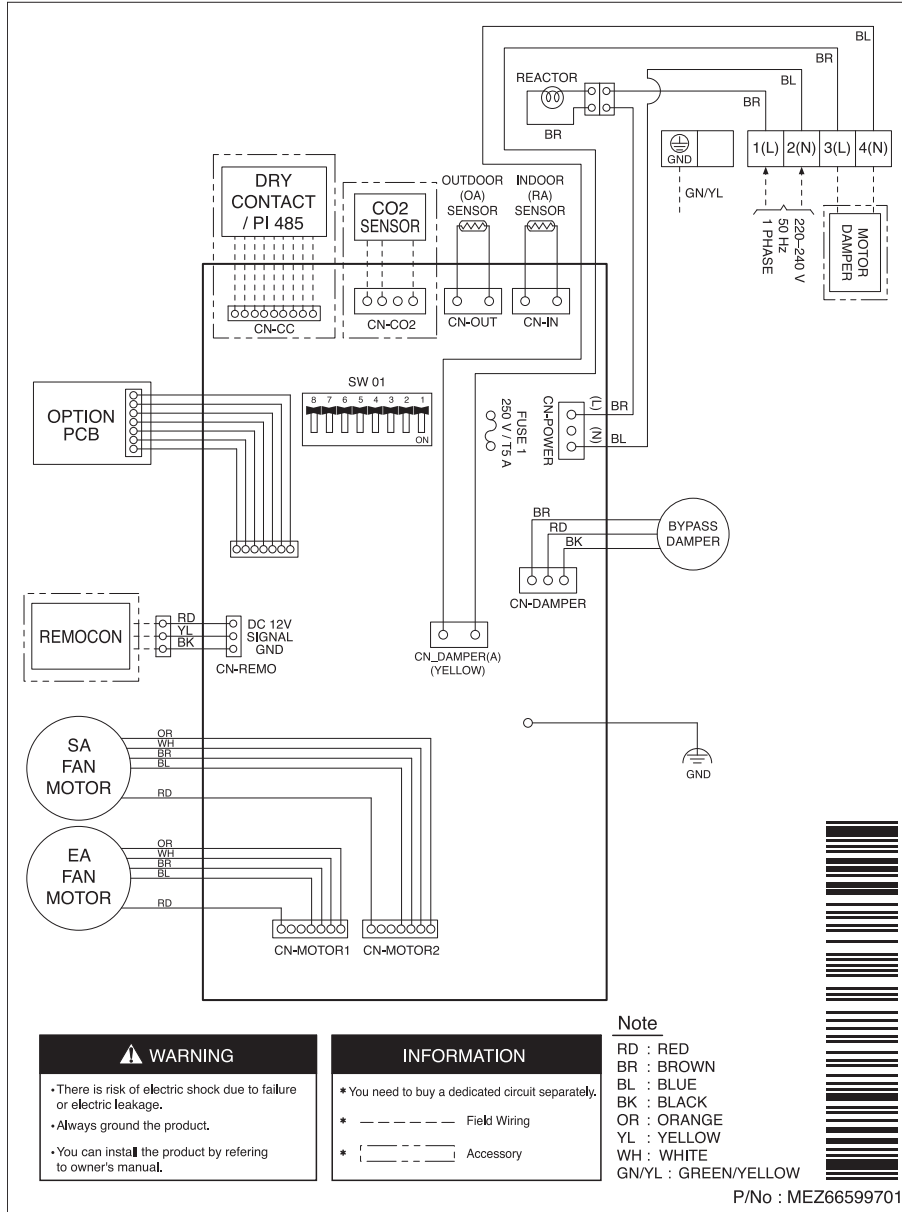 BL
BR
REACTOR
BL
BR
BR
GND
1(L) 2(N) 3(L) 4(N)
GN/YL
220–240 V
50 Hz
1 PHASE
MOTOR
DAMPER
DRY
CONTACT
/ PI 485
CO2
SENSOR
OUTDOOR
(OA)
SENSOR
INDOOR
(RA)
SENSOR
CN-CC
CN-CO2
CN-OUT
CN-IN
SW 01
8 7 6 5 4 3 2 1
ON
OPTION
PCB
FUSE 1
250 V / T5 A
CN-POWER
(L)
(N)
BR
BL
BR
RD
BK
BYPASS
DAMPER
CN-DAMPER
REMOCON
RD
YL
BK
DC 12V
SIGNAL
GND
CN-REMO
CN_DAMPER(A)
(YELLOW)
SA
FAN
MOTOR
OR
WH
BR
BL
RD
GND
EA
FAN
MOTOR
OR
WH
BR
BL
RD
CN-MOTOR1 CN-MOTOR2
WARNING
• There is risk of electric shock due to failure
or electric leakage.
• Always ground the product.
• You can install the product by refering
to owner's manual.
INFORMATION
* You need to buy a dedicated circuit separately.
* Field Wiring
* Accessory
Note
RD : RED
BR : BROWN
BL : BLUE
BK : BLACK
OR : ORANGE
YL : YELLOW
WH : WHITE
GN/YL : GREEN/YELLOW
P/No : MEZ66599701